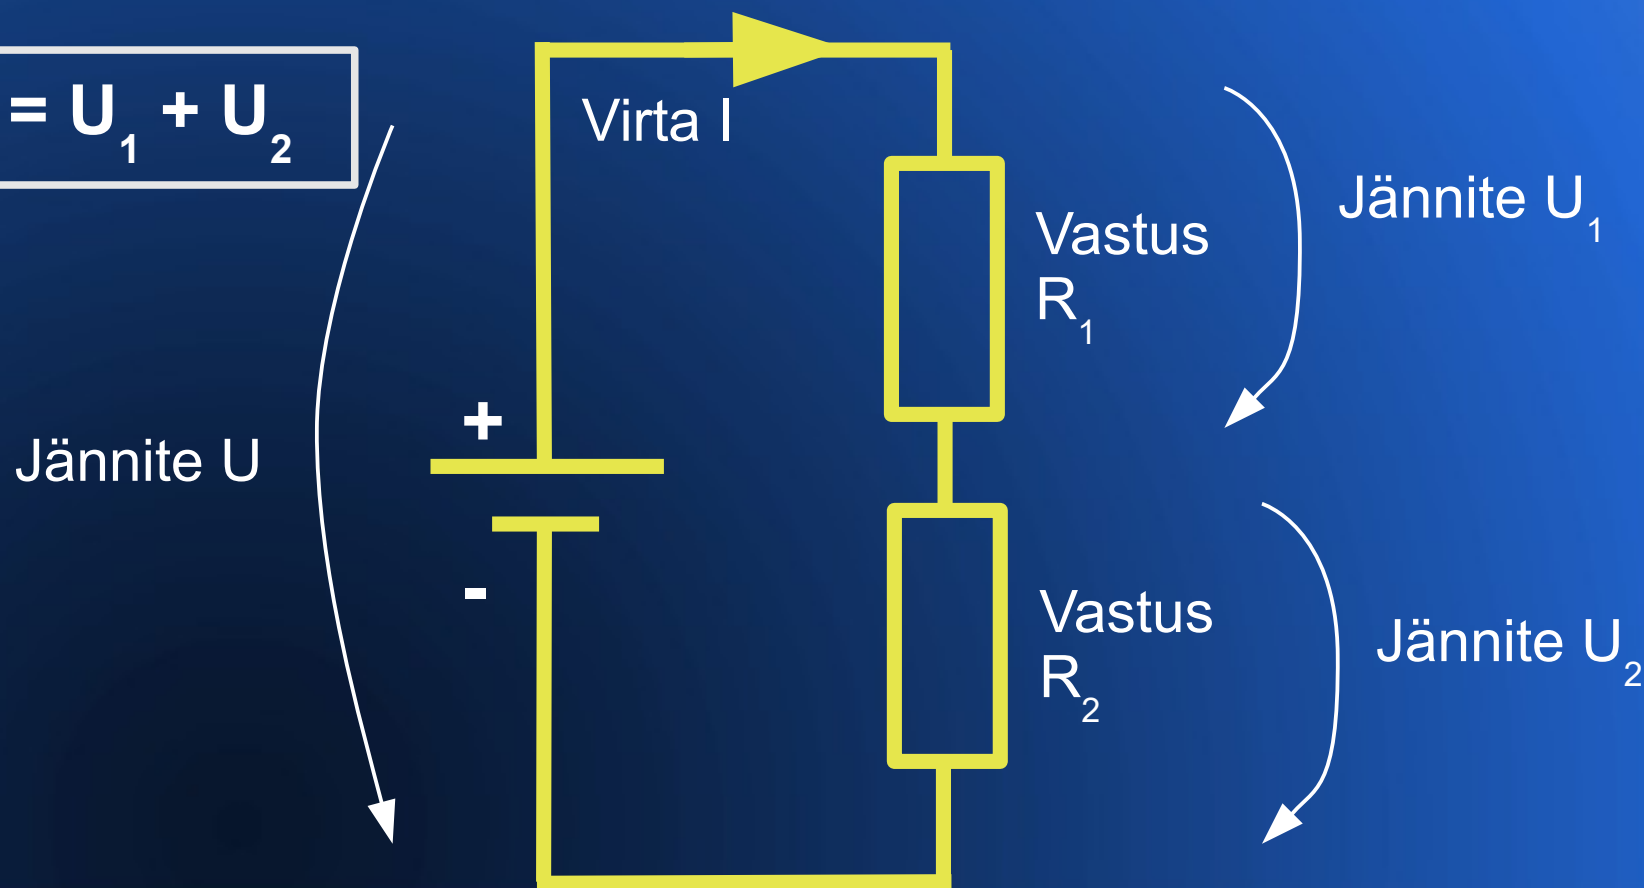 = U₁ + U₂
Virta I
Jännite U₁
Vastus
R₁
+
Jännite U
-
Vastus
R₂
Jännite U₂